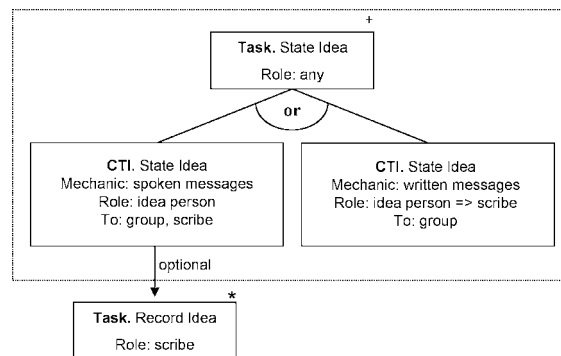 +
Task. State Idea
Role: any
or
CTI. State Idea
Mechanic: spoken messages
Role: idea person
To: group, scribe
CTI. State Idea
Mechanic: written messages
Role: idea person => scribe
To: group
optional
*
Task. Record Idea
Role: scribe